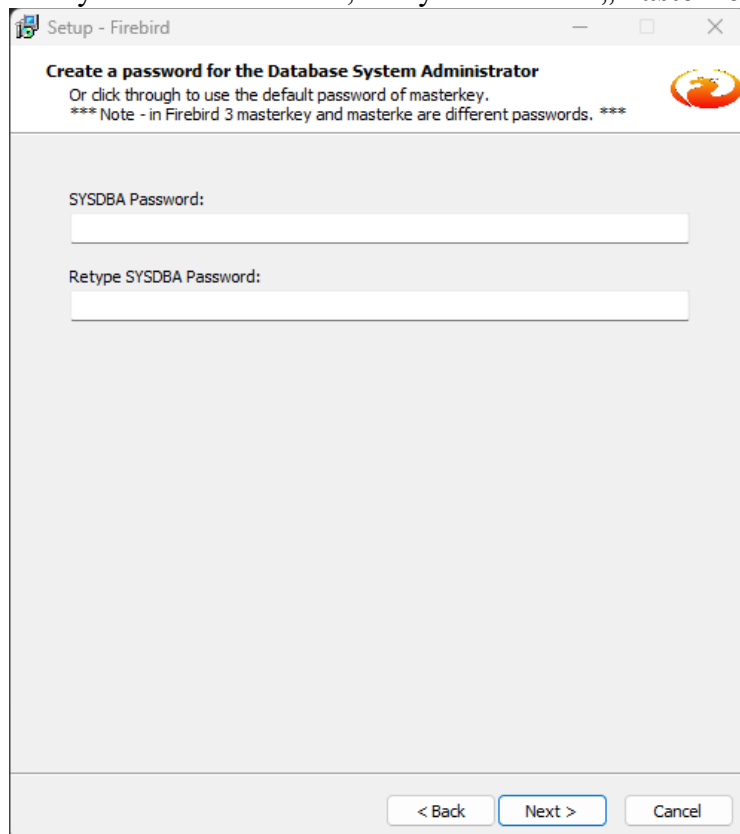 Setup - Firebird
Create a password for the Database System Administrator
Or click through to use the default password of masterkey.
*** Note - in Firebird 3 masterkey and masterke are different passwords. ***
SYSDBA Password:
Retype SYSDBA Password:
< Back Next > Cancel